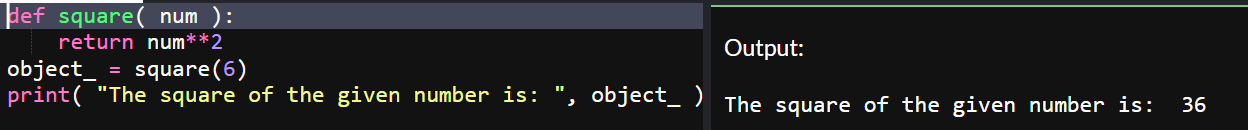 def square( num ):
    return num**2
object_ = square(6)
print( "The square of the given number is: ", object_ )
Output:
The square of the given number is:  36